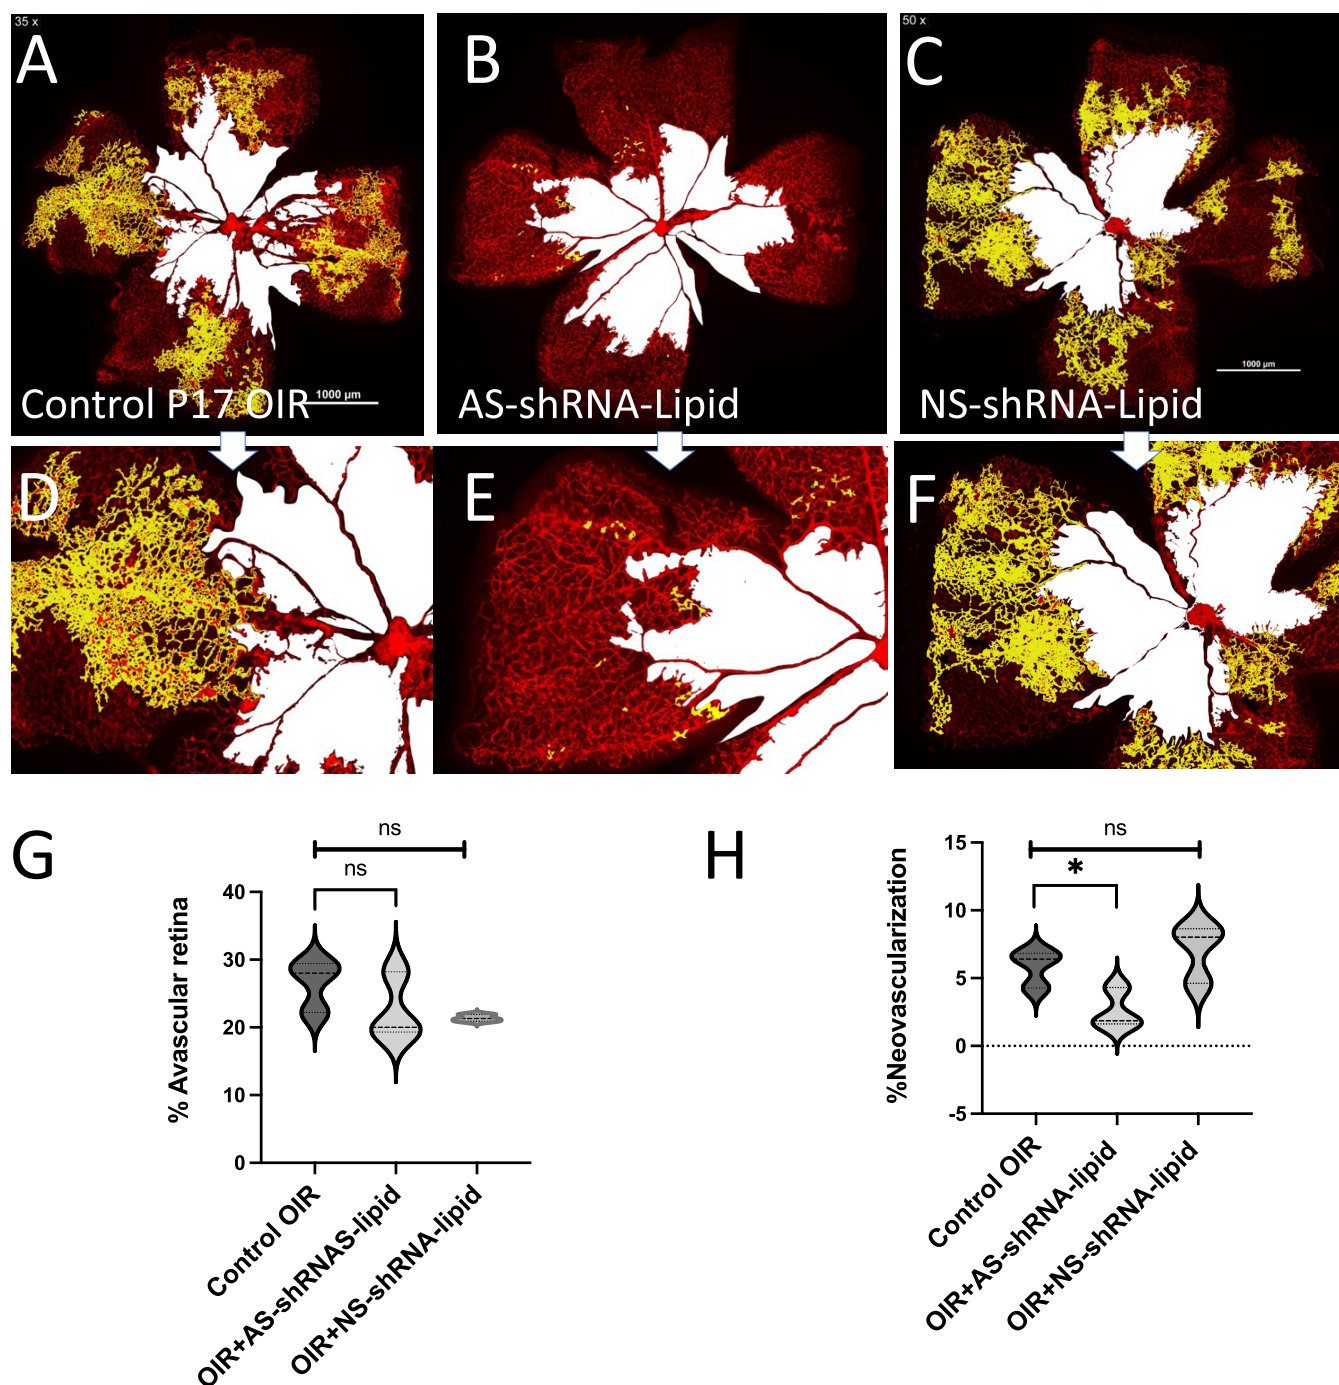 35 x
A
B
50 x
C
Control P17 OIR
1000 µm
AS-shRNA-Lipid
1000 µm
NS-shRNA-Lipid
D
E
F
G
ns
ns
% Avascular retina
40
30
20
10
0
Control OIR
OIR+AS-shRNAS-lipid
OIR+NS-shRNA-lipid
H
ns
*
%Neovascularization
15
10
5
0
-5
Control OIR
OIR+AS-shRNA-lipid
OIR+NS-shRNA-lipid